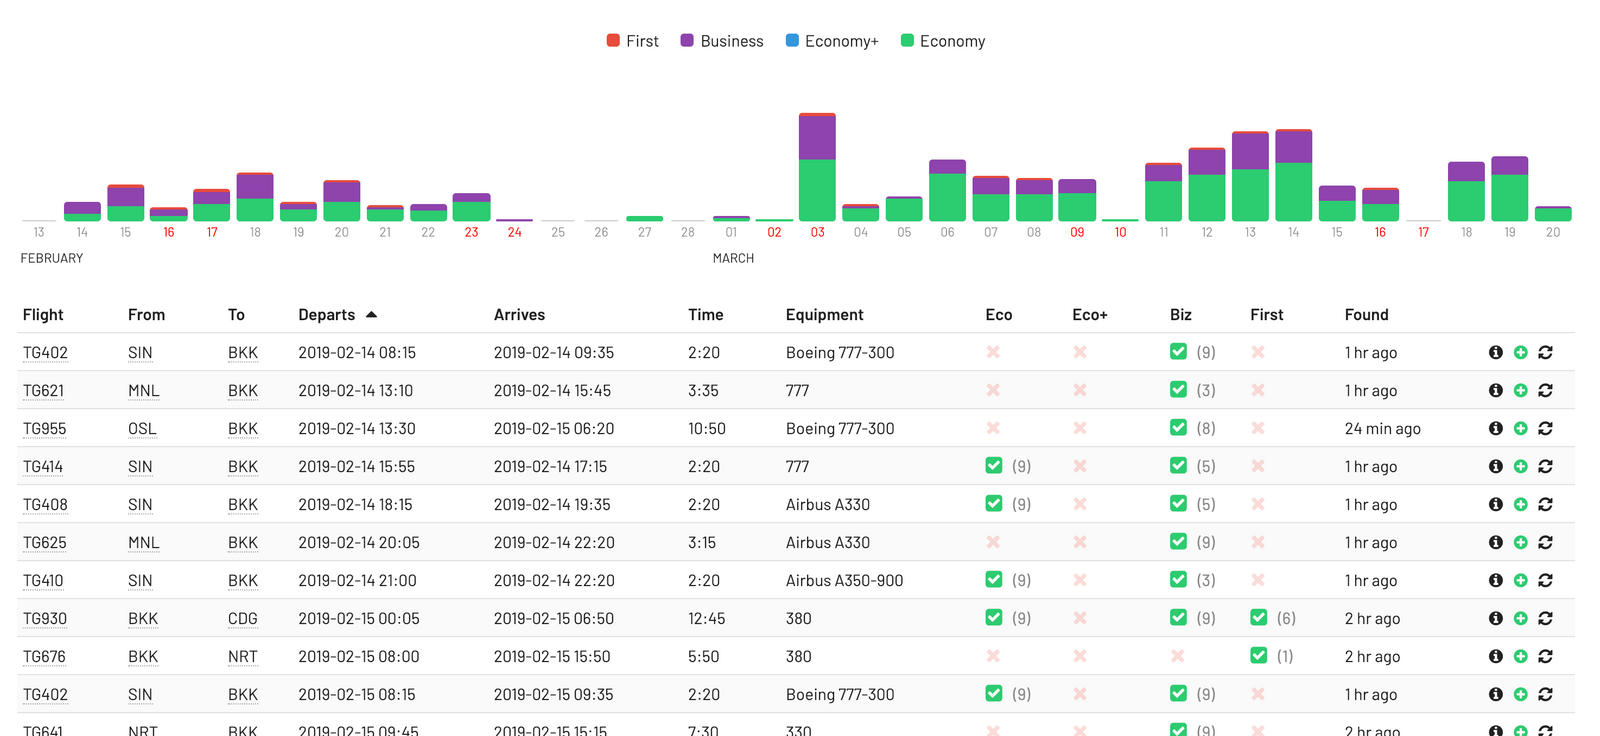 First Business Economy+ Economy
13 14 15 16 17 18 19 20 21 22 23 24 25 26 27 28 01 02 03 04 05 06 07 08 09 10 11 12 13 14 15 16 17 18 19 20
FEBRUARY MARCH
Flight From To Departs Arrives Time Equipment Eco Eco+ Biz First Found
TG402 SIN BKK 2019-02-14 08:15 2019-02-14 09:35 2:20 Boeing 777-300 (9) 1 hr ago
TG621 MNL BKK 2019-02-14 13:10 2019-02-14 15:45 3:35 777 (3) 1 hr ago
TG955 OSL BKK 2019-02-14 13:30 2019-02-15 06:20 10:50 Boeing 777-300 (8) 24 min ago
TG414 SIN BKK 2019-02-14 15:55 2019-02-14 17:15 2:20 777 (9) (5) 1 hr ago
TG408 SIN BKK 2019-02-14 18:15 2019-02-14 19:35 2:20 Airbus A330 (9) (5) 1 hr ago
TG625 MNL BKK 2019-02-14 20:05 2019-02-14 22:20 3:15 Airbus A330 (9) 1 hr ago
TG410 SIN BKK 2019-02-14 21:00 2019-02-14 22:20 2:20 Airbus A350-900 (9) (3) 1 hr ago
TG930 BKK CDG 2019-02-15 00:05 2019-02-15 06:50 12:45 380 (9) (9) (6) 2 hr ago
TG676 BKK NRT 2019-02-15 08:00 2019-02-15 15:50 5:50 380 (1) 2 hr ago
TG402 SIN BKK 2019-02-15 08:15 2019-02-15 09:35 2:20 Boeing 777-300 (9) (9) 1 hr ago
TG641 NRT BKK 2019-02-15 09:45 2019-02-15 15:15 7:30 330 (9) 2 hr ago